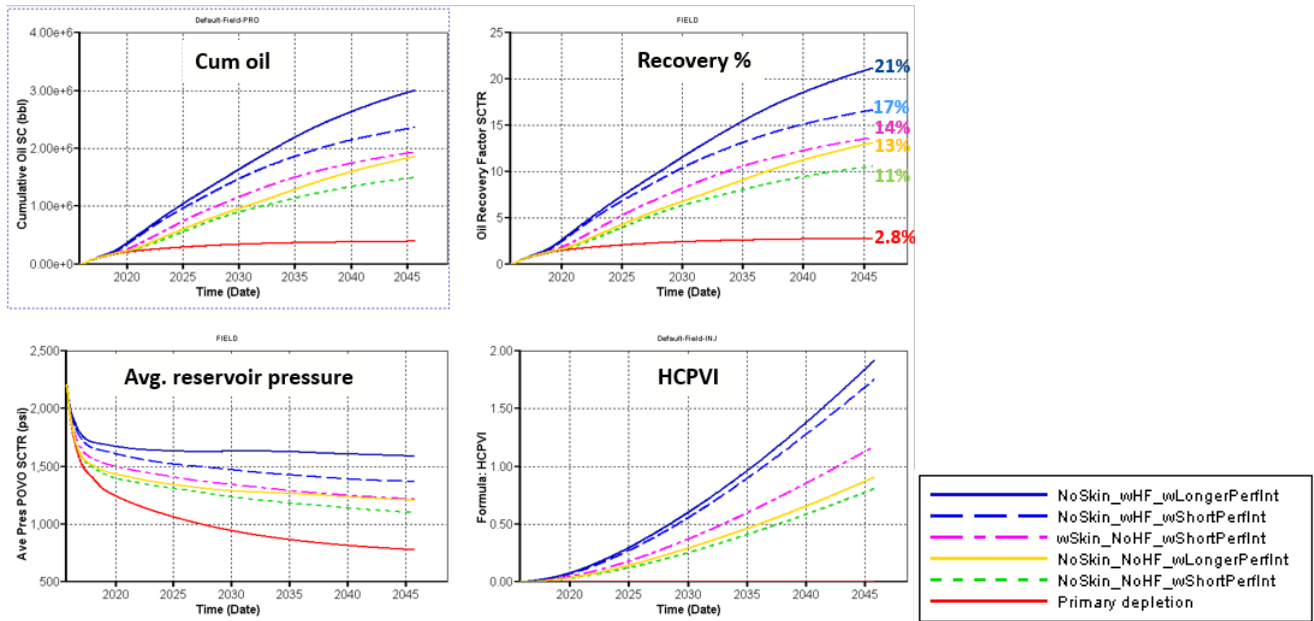 Default-Field-PRO
Cum oil
Cumulative Oil SC (bbl)
4.00e+6
3.00e+6
2.00e+6
1.00e+6
0.00e+0
2020 2025 2030 2035 2040 2045
Time (Date)
FIELD
Recovery %
Oil Recovery Factor SCTR
25
20
15
10
5
0
21%
17%
14%
13%
11%
2.8%
2020 2025 2030 2035 2040 2045
Time (Date)
FIELD
Avg. reservoir pressure
Ave Pres POVO SCTR (psi)
2,500
2,000
1,500
1,000
500
2020 2025 2030 2035 2040 2045
Time (Date)
Default-Field-INJ
HCPVI
Formula: HCPVI
2.00
1.50
1.00
0.50
0.00
2020 2025 2030 2035 2040 2045
Time (Date)
NoSkin_wHF_wLongerPerfInt
NoSkin_wHF_wShortPerfInt
wSkin_NoHF_wShortPerfInt
NoSkin_NoHF_wLongerPerfInt
NoSkin_NoHF_wShortPerfInt
Primary depletion